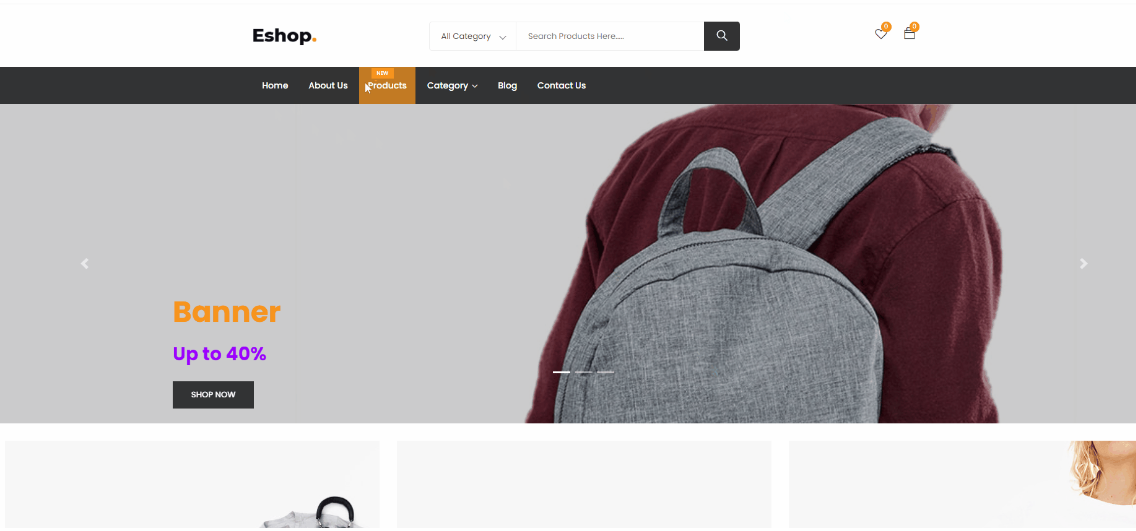 Eshop.
All Category
Search Products Here.....
0
0
NEW
Home About Us Products Category Blog Contact Us
Banner
Up to 40%
SHOP NOW